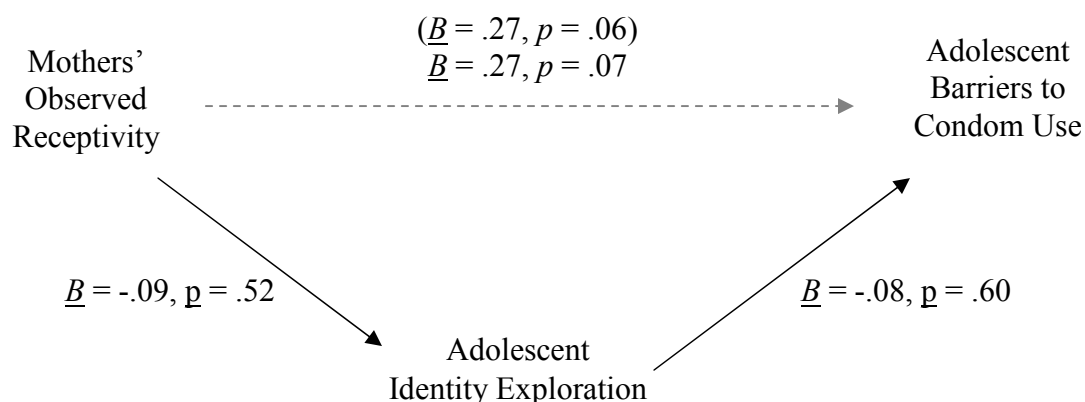 (B = .27, p = .06)
B = .27, p = .07
Mothers’
Observed
Receptivity
Adolescent
Barriers to
Condom Use
B = -.09, p = .52
B = -.08, p = .60
Adolescent
Identity Exploration